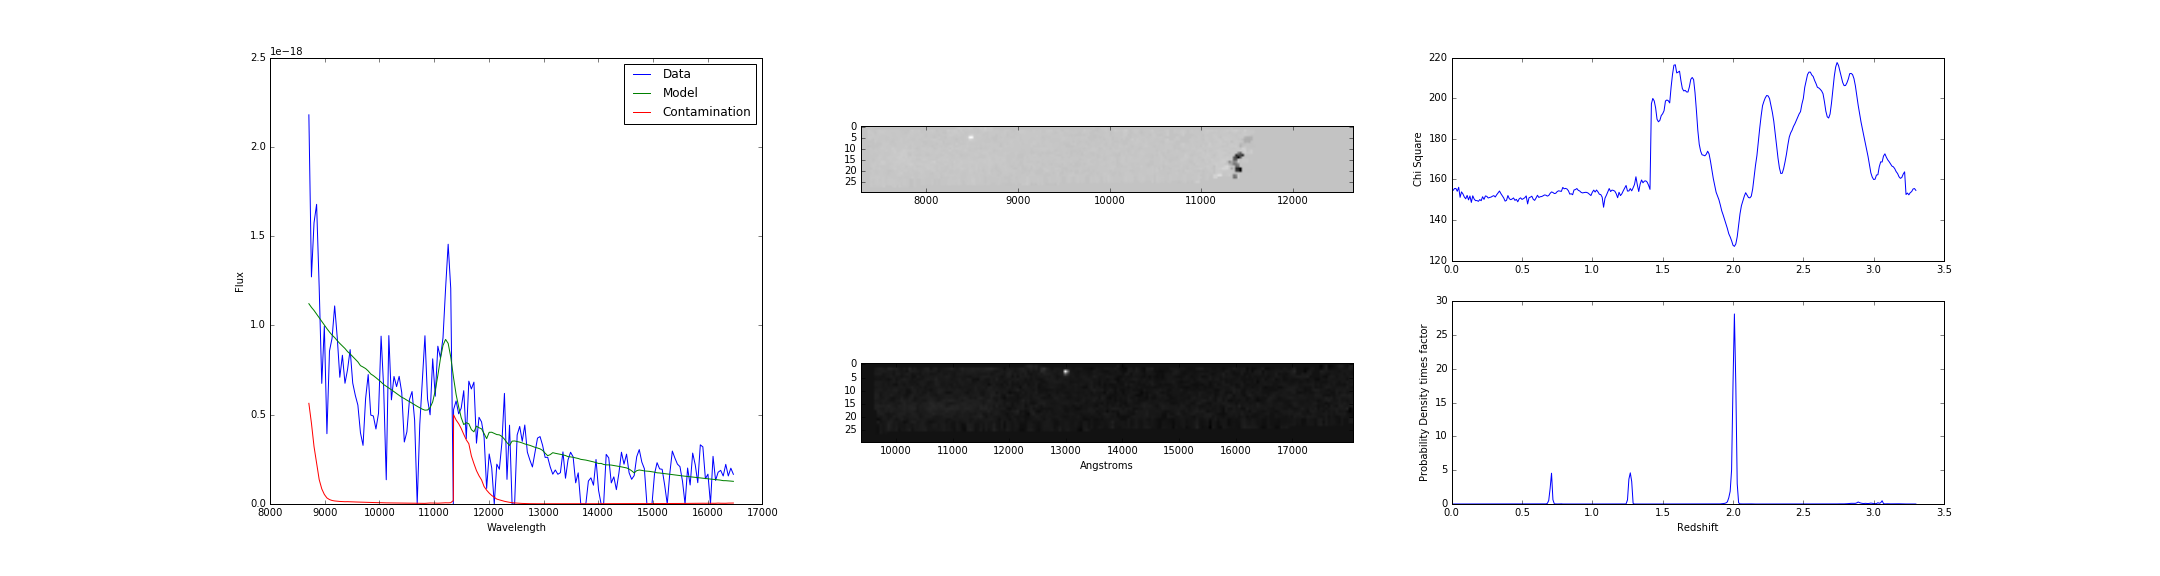 1e−18
2.5
2.0
1.5
1.0
0.5
0.0
8000 9000 10000 11000 12000 13000 14000 15000 16000 17000
Wavelength
Flux
Data
Model
Contamination
0
5
10
15
20
25
8000 9000 10000 11000 12000
0
5
10
15
20
25
10000 11000 12000 13000 14000 15000 16000 17000
Angstroms
220
200
180
160
140
120
0.0 0.5 1.0 1.5 2.0 2.5 3.0 3.5
Chi Square
30
25
20
15
10
5
0
0.0 0.5 1.0 1.5 2.0 2.5 3.0 3.5
Redshift
Probability Density times factor